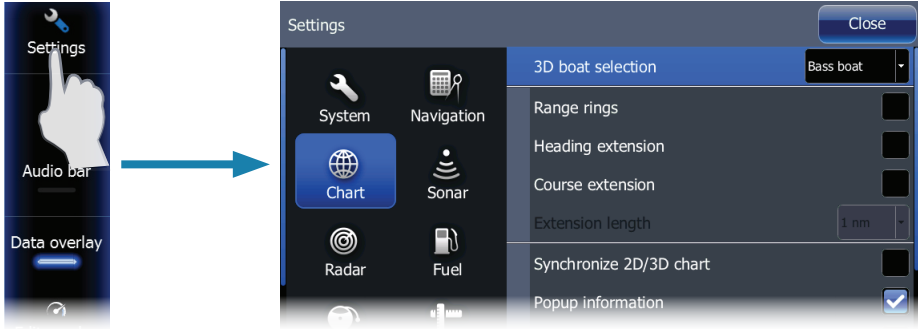 Settings
Audio bar
Data overlay
Settings
Close
System
Navigation
Chart
Sonar
Radar
Fuel
3D boat selection
Bass boat
Range rings
Heading extension
Course extension
Extension length
1 nm
Synchronize 2D/3D chart
Popup information